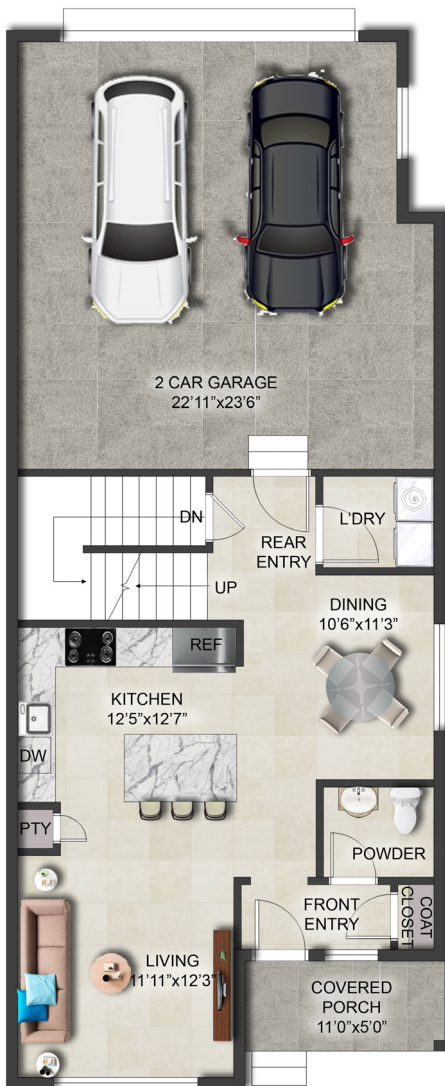 2 CAR GARAGE
22'11"x23'6"
DN
L'DRY
REAR
ENTRY
UP
DINING
10'6"x11'3"
REF
KITCHEN
12'5"x12'7"
DW
PTY
POWDER
FRONT
ENTRY
COAT
CLOSET
LIVING
11'11"x12'3"
COVERED
PORCH
11'0"x5'0"